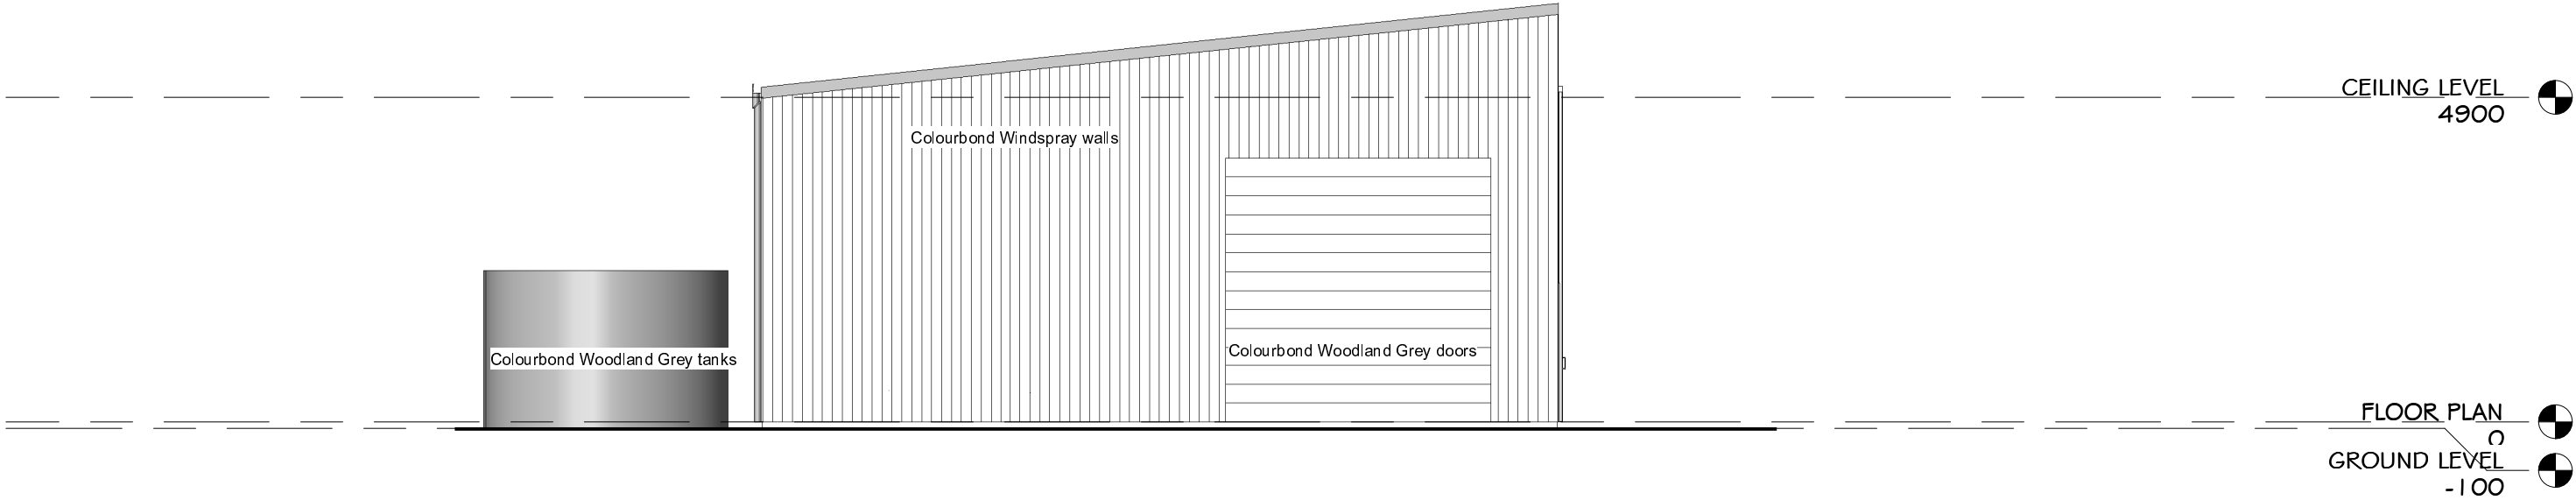 CEILING LEVEL
4900
Colourbond Windspray walls
Colourbond Woodland Grey doors
Colourbond Woodland Grey tanks
FLOOR PLAN
0
GROUND LEVEL
-100